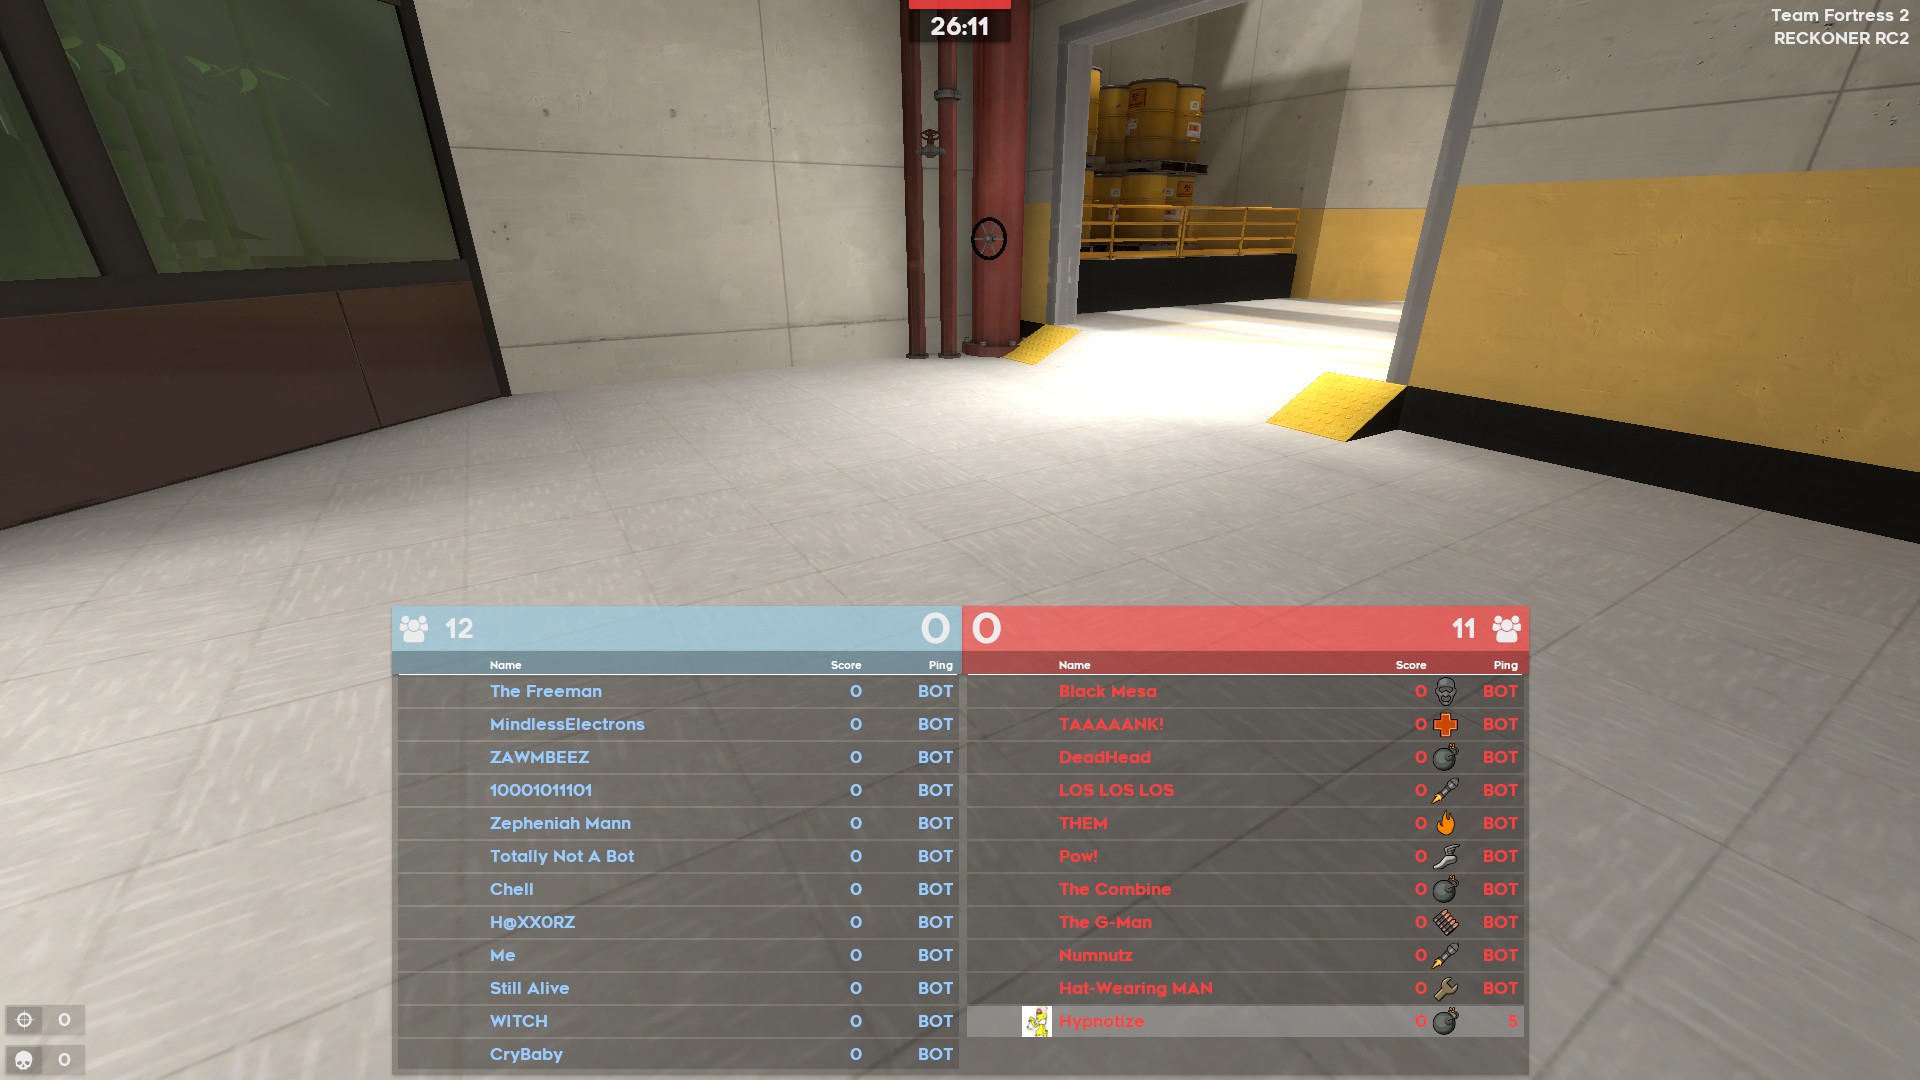 26:11
Team Fortress 2
RECKONER RC2
12 0 0 11
Name Score Ping Name Score Ping
The Freeman 0 BOT Black Mesa 0 BOT
MindlessElectrons 0 BOT TAAAAANK! 0 BOT
ZAWMBEEZ 0 BOT DeadHead 0 BOT
10001011101 0 BOT LOS LOS LOS 0 BOT
Zepheniah Mann 0 BOT THEM 0 BOT
Totally Not A Bot 0 BOT Pow! 0 BOT
Chell 0 BOT The Combine 0 BOT
H@XX0RZ 0 BOT The G-Man 0 BOT
Me 0 BOT Numnutz 0 BOT
Still Alive 0 BOT Hat-Wearing MAN 0 BOT
WITCH 0 BOT Hypnotize 0 5
CryBaby 0 BOT
0
0